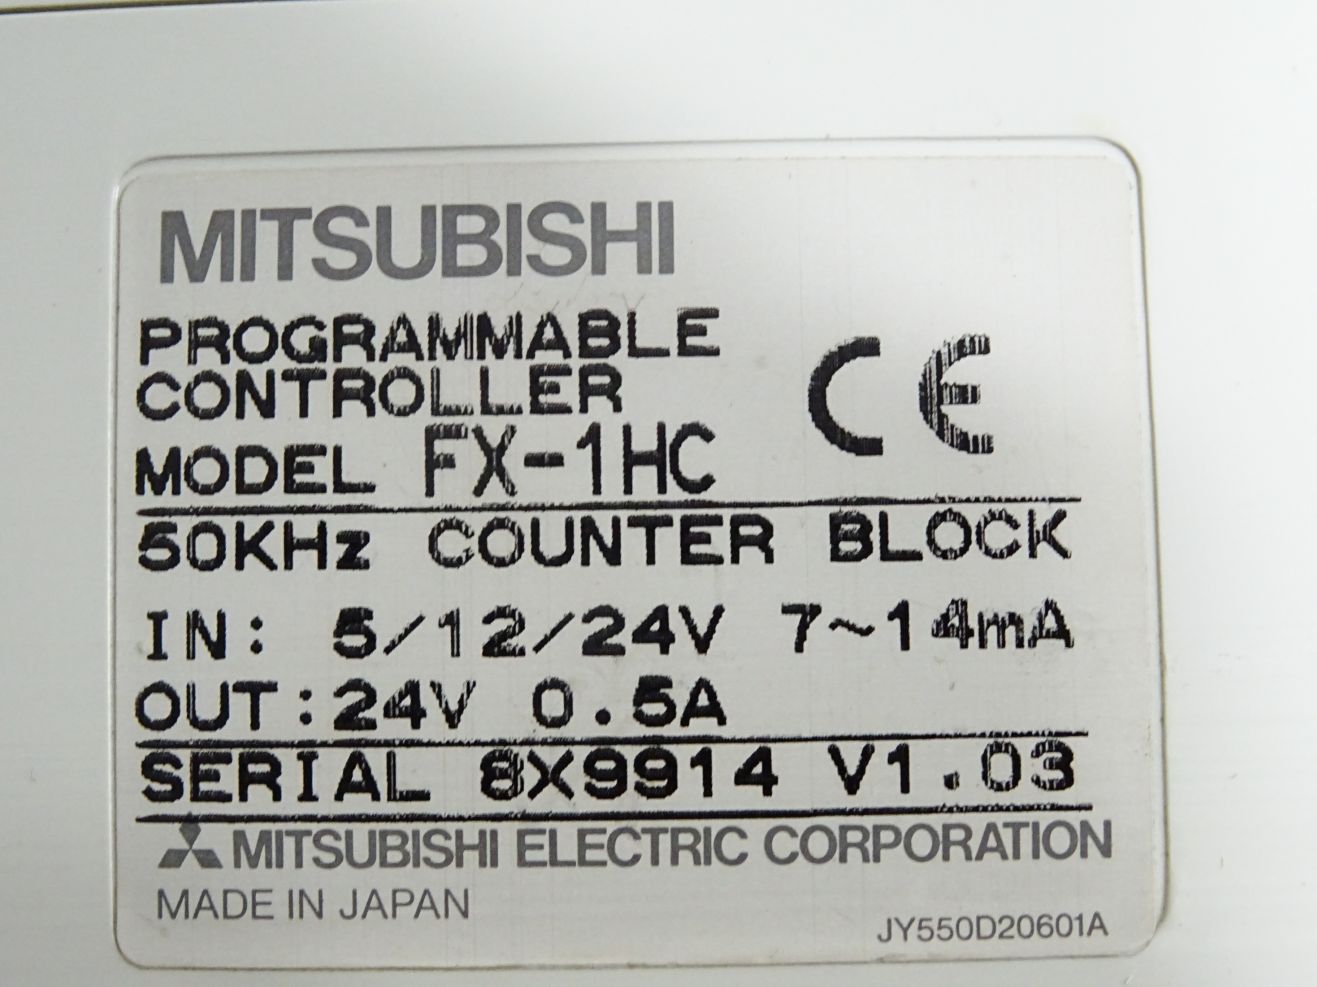 MITSUBISHI
PROGRAMMABLE
CONTROLLER
MODEL FX-1HC
CE
50KHz COUNTER BLOCK
IN: 5/12/24V 7~14mA
OUT:24V 0.5A
SERIAL 8X9914 V1.03
MITSUBISHI ELECTRIC CORPORATION
MADE IN JAPAN
JY550D20601A